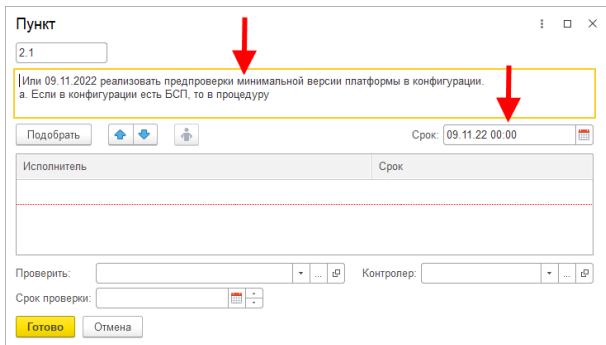 Пункт
2.1
Или 09.11.2022 реализовать предпроверки минимальной версии платформы в конфигурации.
а. Если в конфигурации есть БСП, то в процедуру
Подобрать
Срок: 09.11.22 00:00
Исполнитель Срок
Проверить: ... Контролер: ...
Срок проверки:
Готово Отмена